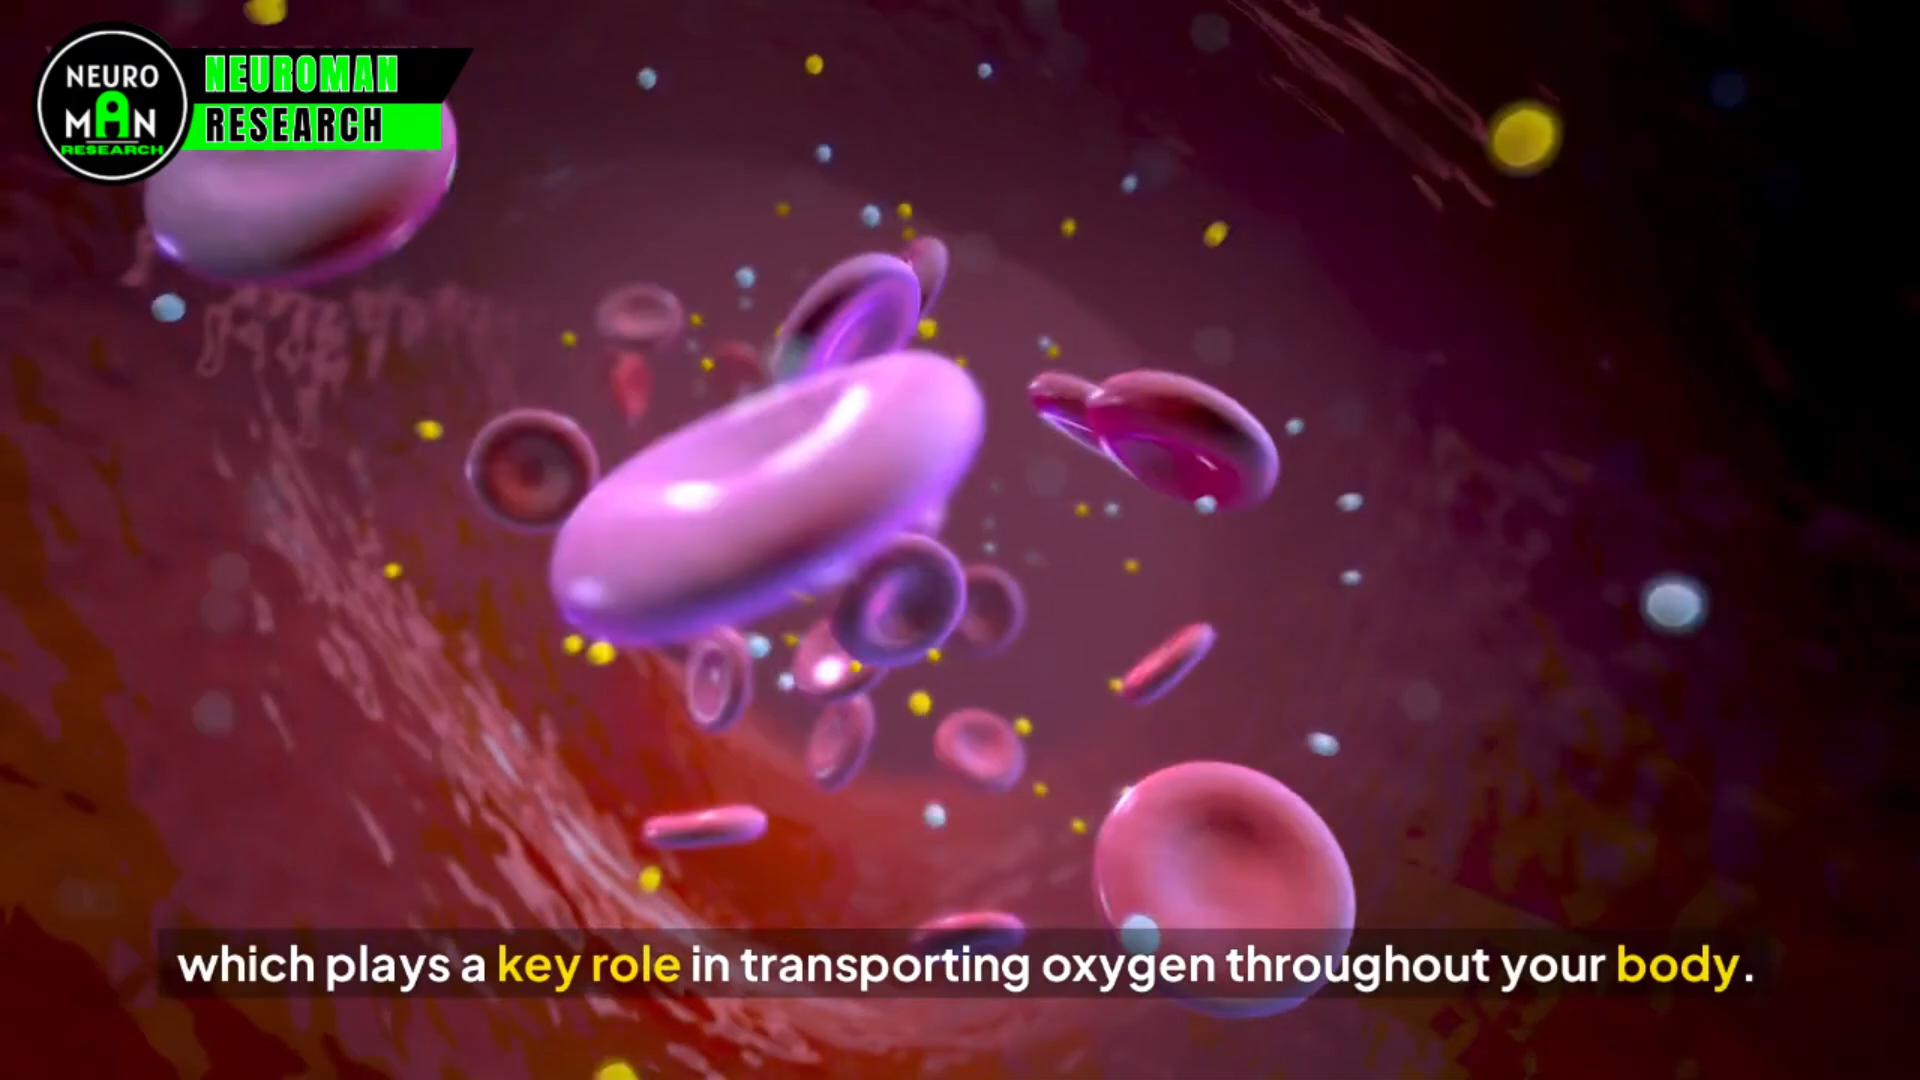 NEURO
MAN
RESEARCH
NEUROMAN
RESEARCH
which plays a key role in transporting oxygen throughout your body.